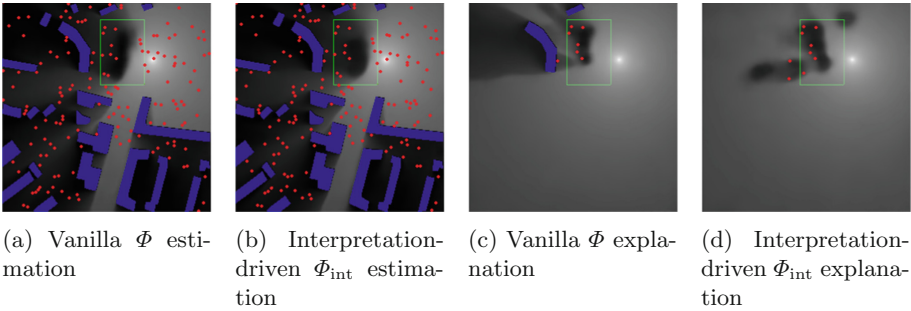 (a) Vanilla Φ esti-
mation
(b) Interpretation-
driven Φint estima-
tion
(c) Vanilla Φ expla-
nation
(d) Interpretation-
driven Φint explana-
tion